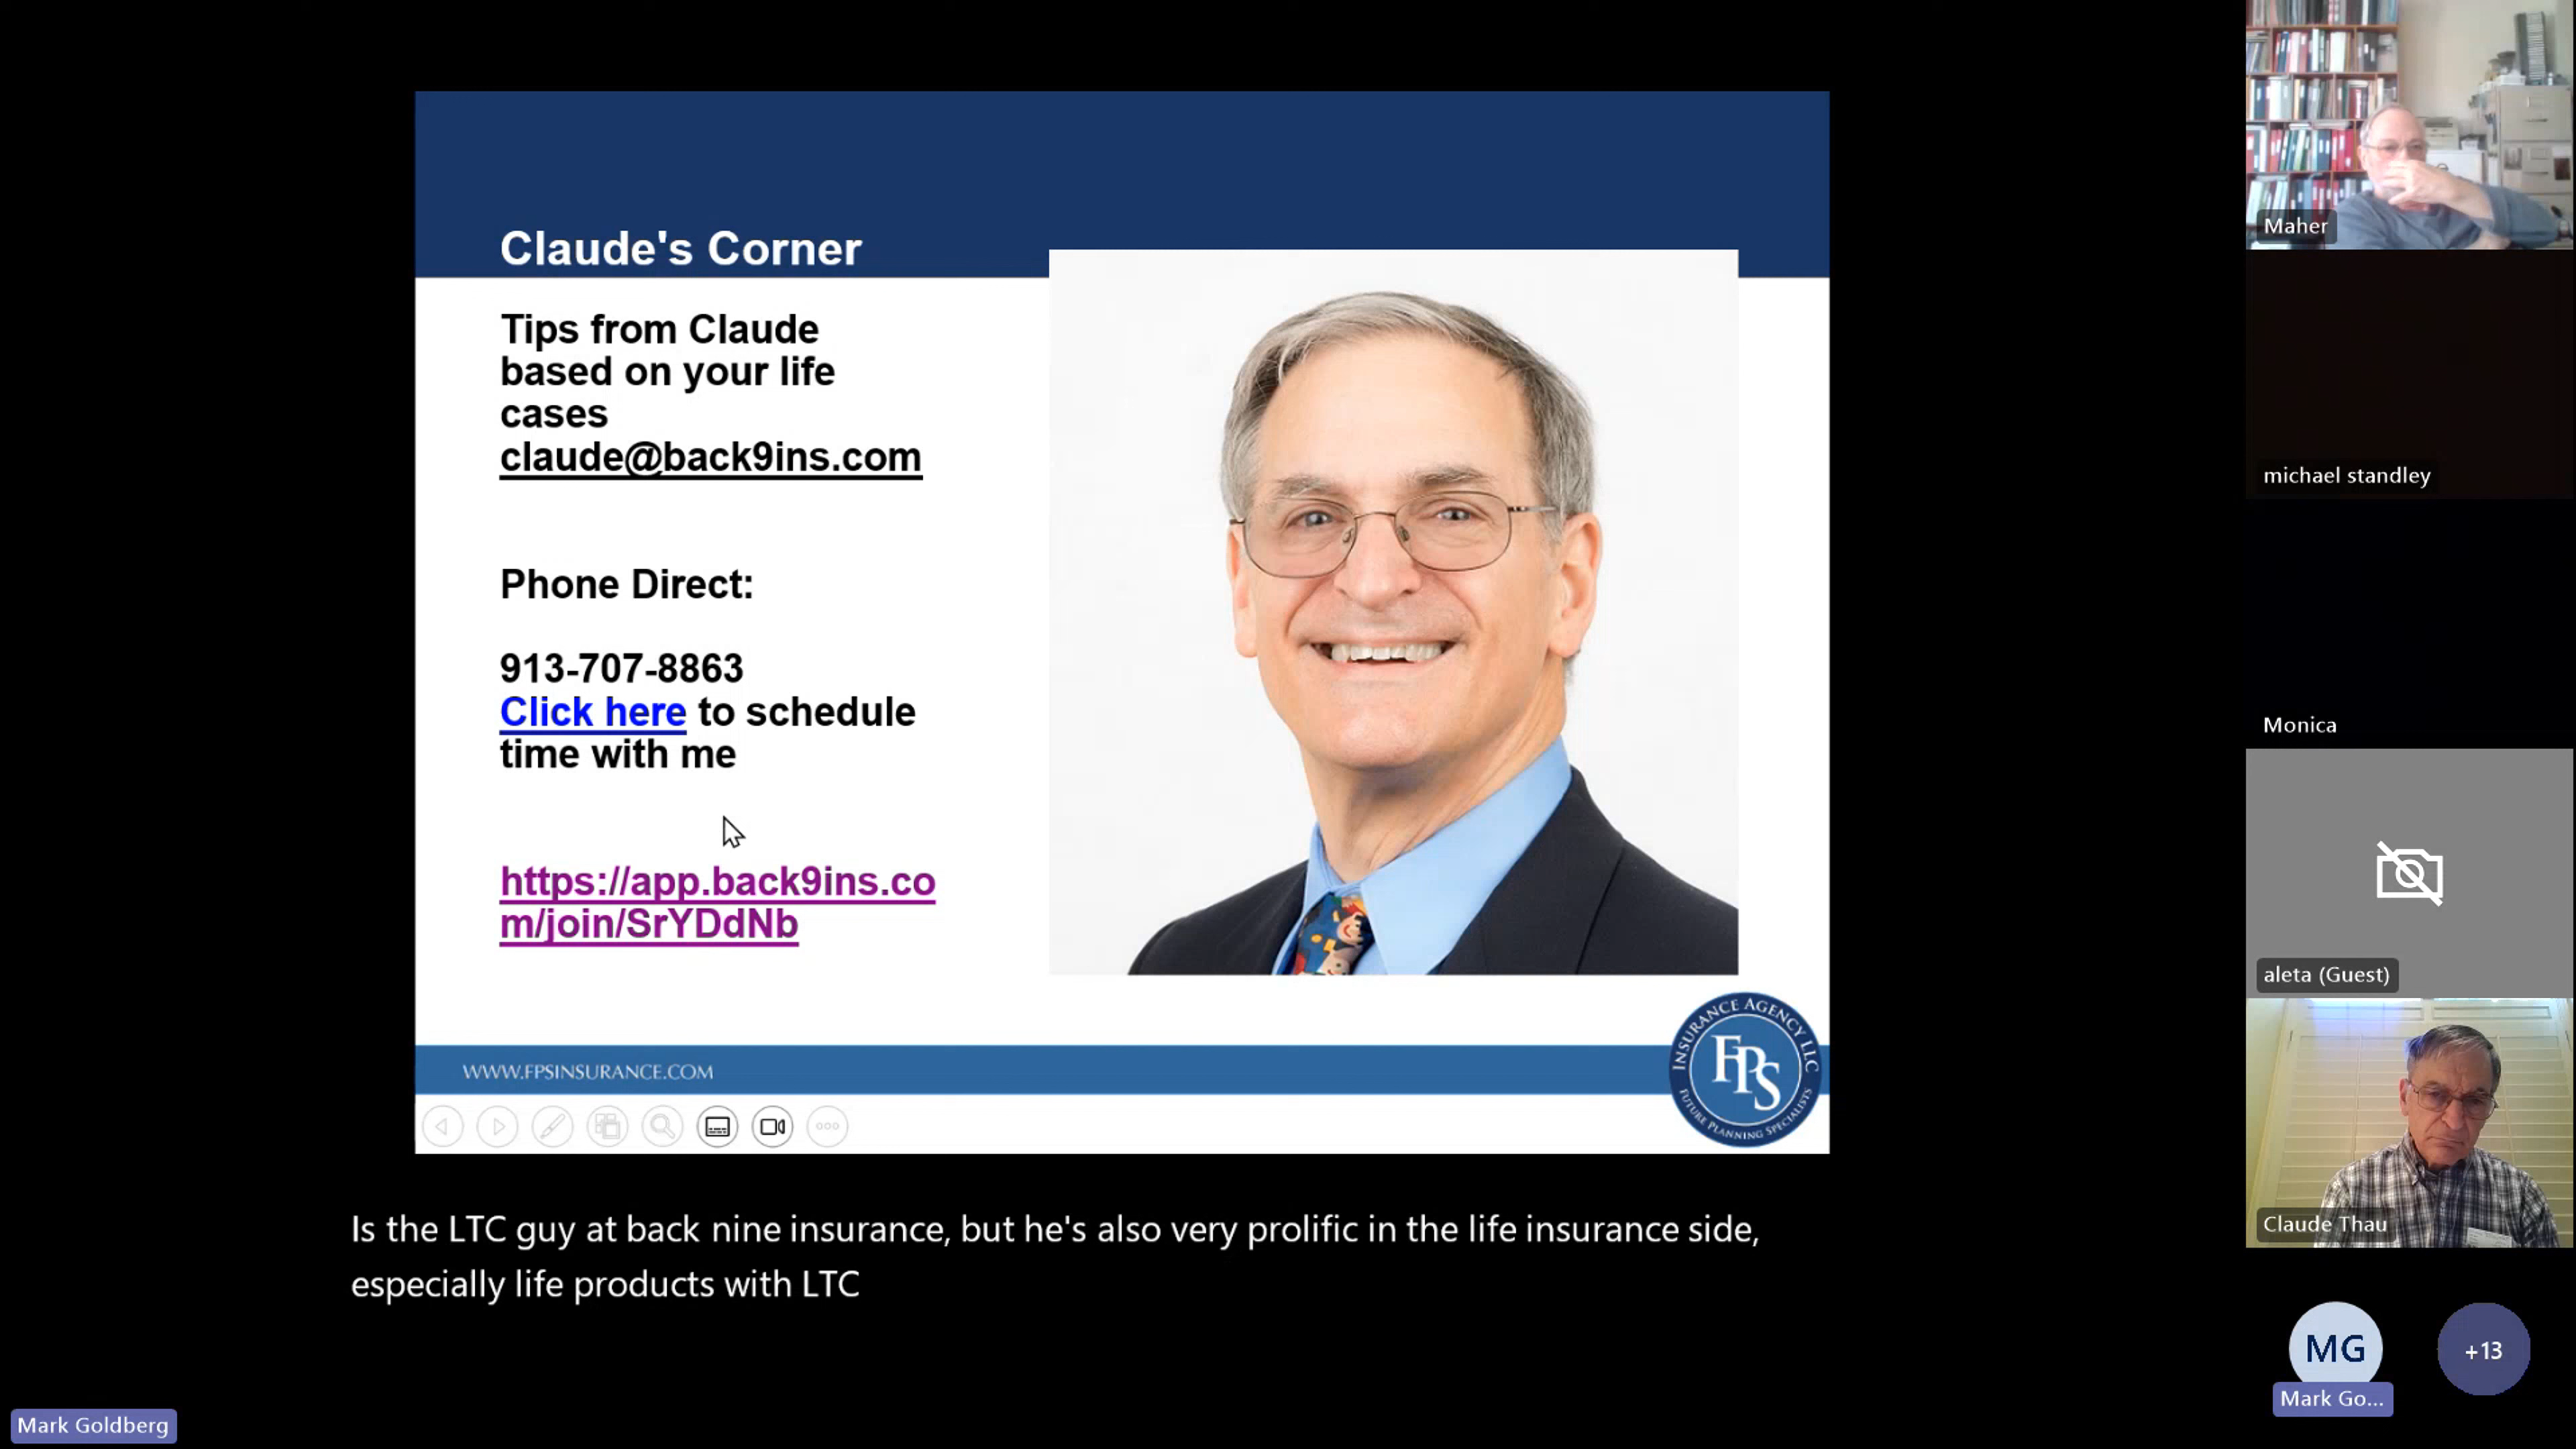 Claude's Corner
Tips from Claude
based on your life
cases
claude@back9ins.com
Phone Direct:
913-707-8863
Click here to schedule
time with me
https://app.back9ins.co
m/join/SrYDdNb
WWW.FPSINSURANCE.COM
INSURANCE AGENCY LLC
FPS
FUTURE PLANNING SPECIALISTS
Is the LTC guy at back nine insurance, but he's also very prolific in the life insurance side,
especially life products with LTC
Mark Goldberg
Maher
michael standley
Monica
aleta (Guest)
Claude Thau
MG
+13
Mark Go...